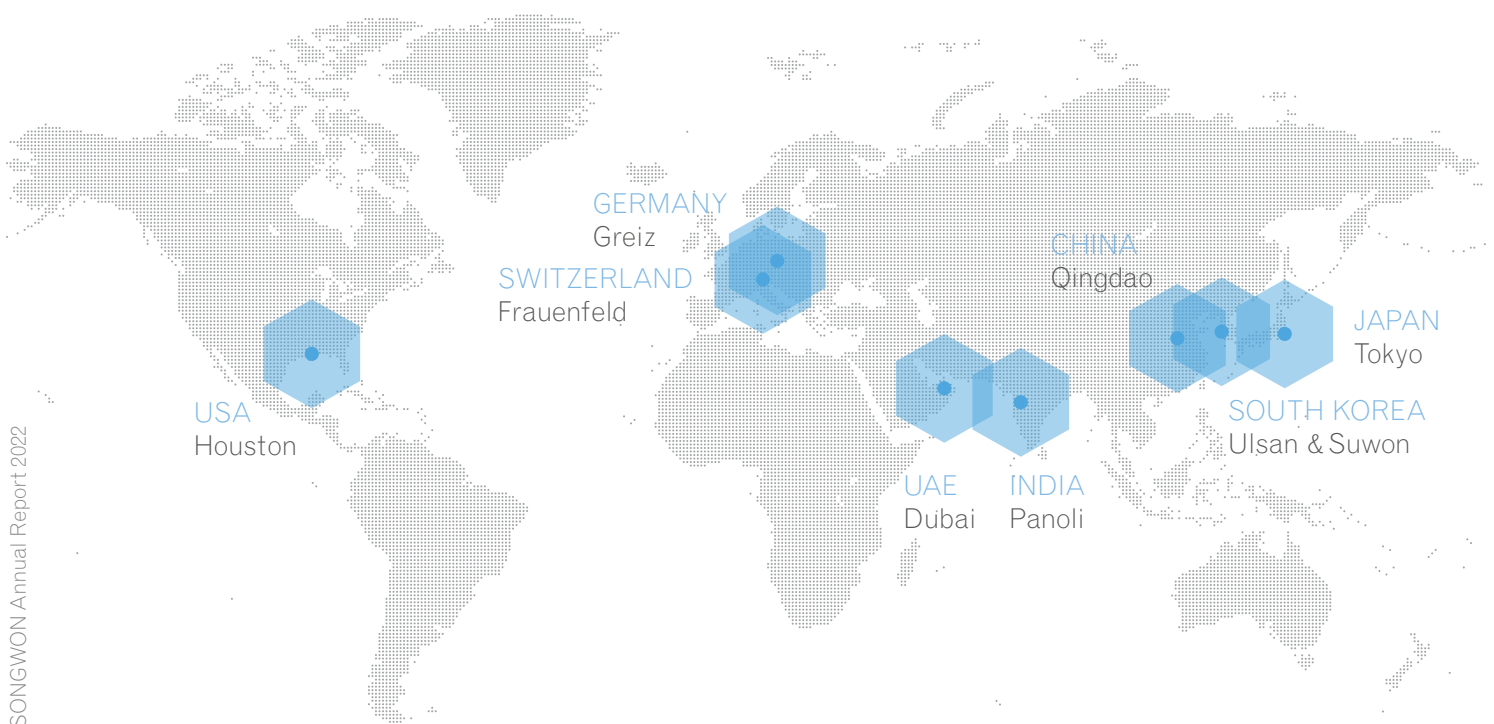 GERMANY
Greiz
SWITZERLAND
Frauenfeld
CHINA
Qingdao
JAPAN
Tokyo
USA
Houston
SOUTH KOREA
Ulsan & Suwon
UAE
Dubai
INDIA
Panoli
SONGWON Annual Report 2022